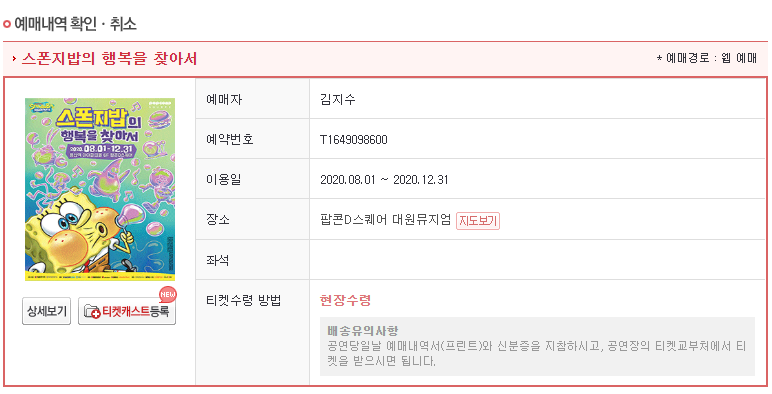 예매내역 확인 · 취소
스폰지밥의 행복을 찾아서
* 예매경로 : 웹 예매
스폰지밥의
행복을 찾아서
2020.08.01-12.31
예매자
김지수
예약번호
T1649098600
이용일
2020.08.01 ~ 2020.12.31
장소
팝콘D스퀘어 대원뮤지엄 지도보기
좌석
티켓수령 방법
현장수령
배송유의사항
공연당일날 예매내역서(프린트)와 신분증을 지참하시고, 공연장의 티켓교부처에서 티
켓을 받으시면 됩니다.
상세보기
티켓캐스트등록
NEW